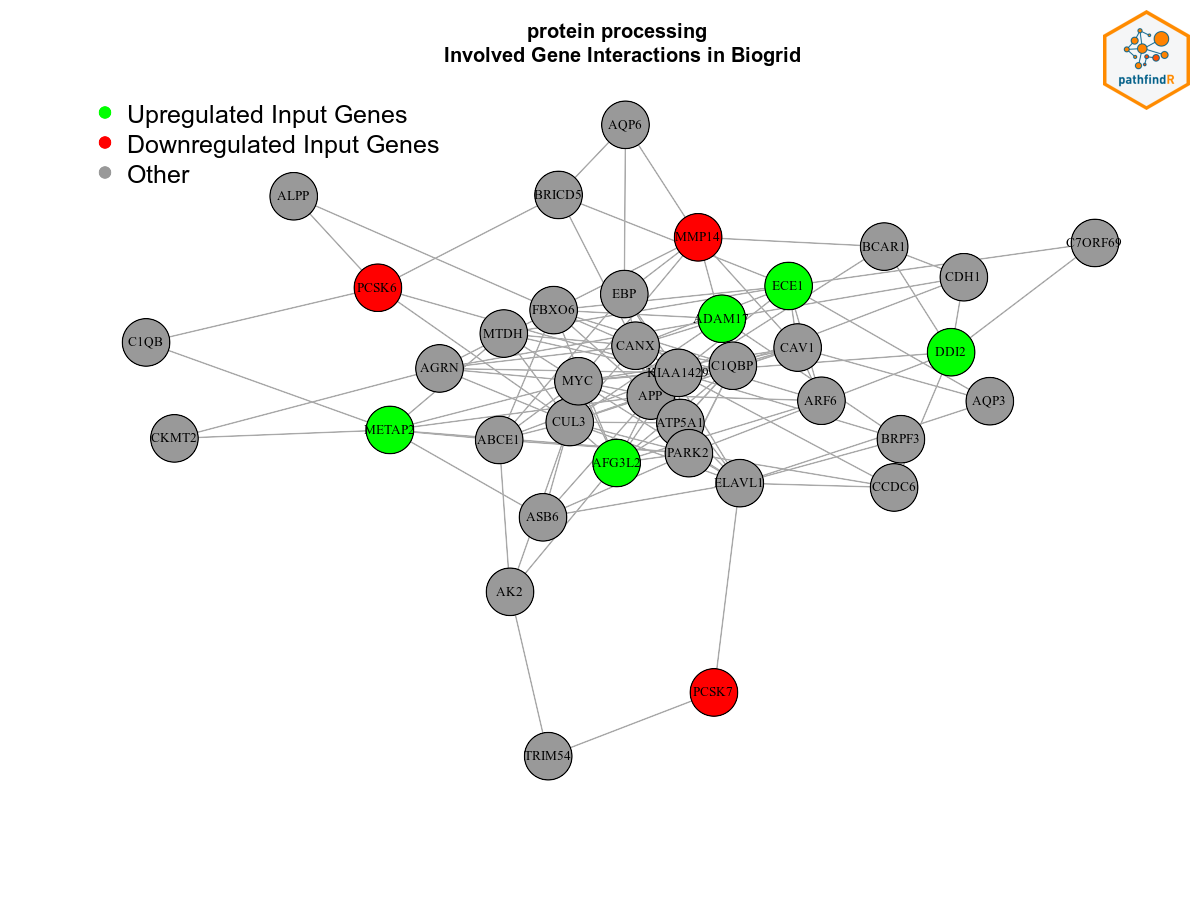 protein processing
Involved Gene Interactions in Biogrid
pathfindR
Upregulated Input Genes
Downregulated Input Genes
Other
AQP6
ALPP
BRICD5
MMP14
BCAR1
C7ORF69
CDH1
PCSK6
ECE1
EBP
FBXO6
ADAM17
MTDH
C1QB
CANX
CAV1
DDI2
AGRN
C1QBP
KIAA1429
MYC
APP
ARF6
AQP3
CUL3
ATP5A1
METAP2
CKMT2
ABCE1
BRPF3
PARK2
AFG3L2
ELAVL1
CCDC6
ASB6
AK2
PCSK7
TRIM54